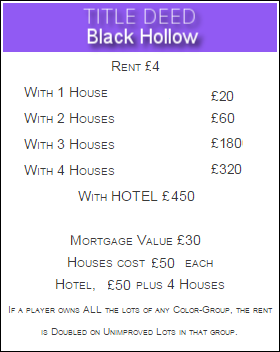 TITLE DEED
Black Hollow
Rent £4
With 1 House £20
With 2 Houses £60
With 3 Houses £180
With 4 Houses £320
With HOTEL £450
Mortgage Value £30
Houses cost £50 each
Hotel, £50 plus 4 Houses
If a player owns ALL the lots of any Color-Group, the rent
is Doubled on Unimproved Lots in that group.